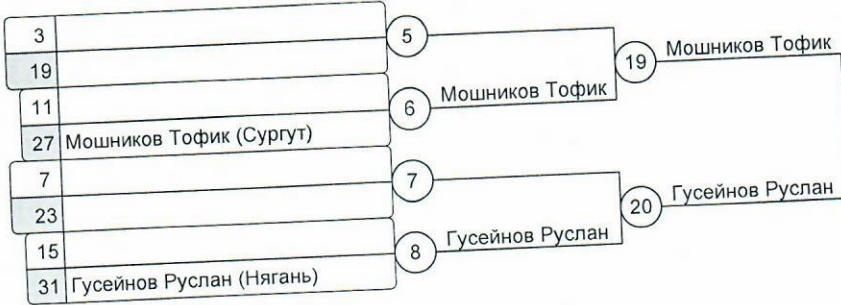 3
19
5
11
27 Мошников Тофик (Сургут)
6
Мошников Тофик
19
Мошников Тофик
7
23
7
15
31 Гусейнов Руслан (Нягань)
8
Гусейнов Руслан
20
Гусейнов Руслан